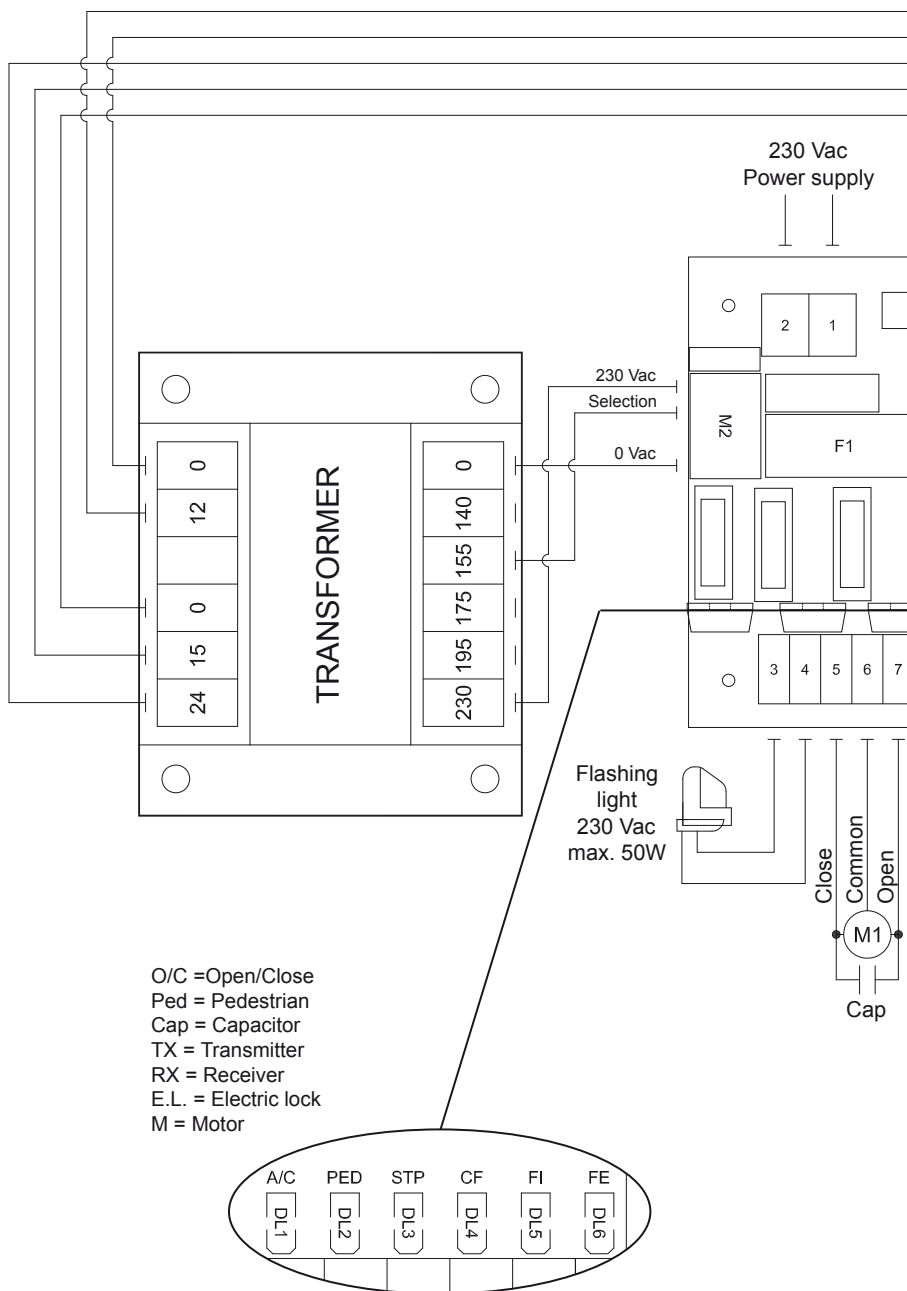 230 Vac
Power supply
2
1
230 Vac
Selection
0 Vac
M2
F1
0
12
0
15
24
TRANSFORMER
0
140
155
175
195
230
3
4
5
6
7
Flashing
light
230 Vac
max. 50W
Close
Common
Open
M1
Cap
O/C =Open/Close
Ped = Pedestrian
Cap = Capacitor
TX = Transmitter
RX = Receiver
E.L. = Electric lock
M = Motor
A/C PED STP CF FI FE
DL1 DL2 DL3 DL4 DL5 DL6